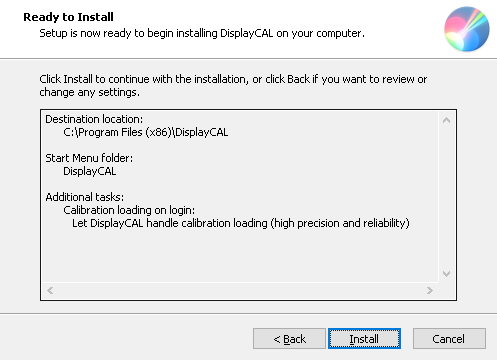 Ready to Install
Setup is now ready to begin installing DisplayCAL on your computer.
Click Install to continue with the installation, or click Back if you want to review or
change any settings.
Destination location:
C:\Program Files (x86)\DisplayCAL
Start Menu folder:
DisplayCAL
Additional tasks:
Calibration loading on login:
Let DisplayCAL handle calibration loading (high precision and reliability)
< Back
Install
Cancel